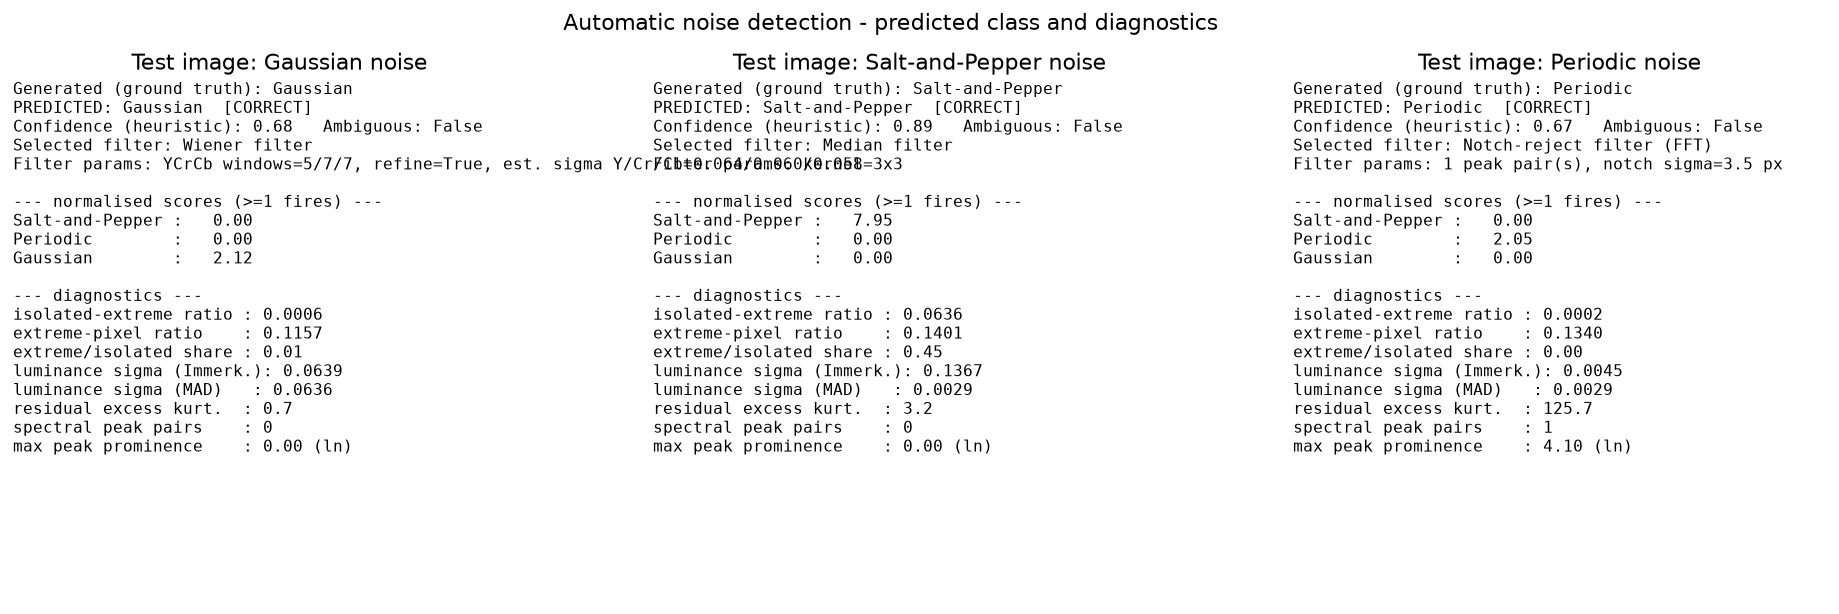 Automatic noise detection - predicted class and diagnostics
Test image: Gaussian noise
Generated (ground truth): Gaussian
PREDICTED: Gaussian  [CORRECT]
Confidence (heuristic): 0.68   Ambiguous: False
Selected filter: Wiener filter
Filter params: YCrCb windows=5/7/7, refine=True, est. sigma Y/Cr/Cb=0.064/0.060/0.058
--- normalised scores (>=1 fires) ---
Salt-and-Pepper :   0.00
Periodic        :   0.00
Gaussian        :   2.12
--- diagnostics ---
isolated-extreme ratio : 0.0006
extreme-pixel ratio    : 0.1157
extreme/isolated share : 0.01
luminance sigma (Immerk.): 0.0639
luminance sigma (MAD)   : 0.0636
residual excess kurt.  : 0.7
spectral peak pairs    : 0
max peak prominence    : 0.00 (ln)
Test image: Salt-and-Pepper noise
Generated (ground truth): Salt-and-Pepper
PREDICTED: Salt-and-Pepper  [CORRECT]
Confidence (heuristic): 0.89   Ambiguous: False
Selected filter: Median filter
Filter params: kernel=3x3
--- normalised scores (>=1 fires) ---
Salt-and-Pepper :   7.95
Periodic        :   0.00
Gaussian        :   0.00
--- diagnostics ---
isolated-extreme ratio : 0.0636
extreme-pixel ratio    : 0.1401
extreme/isolated share : 0.45
luminance sigma (Immerk.): 0.1367
luminance sigma (MAD)   : 0.0029
residual excess kurt.  : 3.2
spectral peak pairs    : 0
max peak prominence    : 0.00 (ln)
Test image: Periodic noise
Generated (ground truth): Periodic
PREDICTED: Periodic  [CORRECT]
Confidence (heuristic): 0.67   Ambiguous: False
Selected filter: Notch-reject filter (FFT)
Filter params: 1 peak pair(s), notch sigma=3.5 px
--- normalised scores (>=1 fires) ---
Salt-and-Pepper :   0.00
Periodic        :   2.05
Gaussian        :   0.00
--- diagnostics ---
isolated-extreme ratio : 0.0002
extreme-pixel ratio    : 0.1340
extreme/isolated share : 0.00
luminance sigma (Immerk.): 0.0045
luminance sigma (MAD)   : 0.0029
residual excess kurt.  : 125.7
spectral peak pairs    : 1
max peak prominence    : 4.10 (ln)